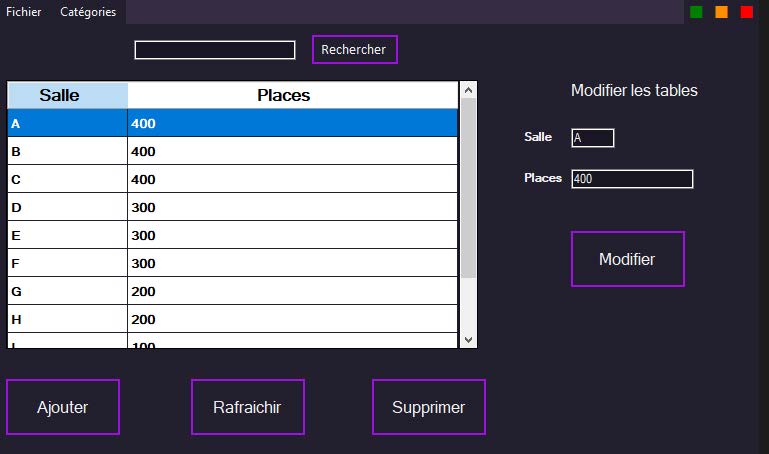 Fichier Catégories
Rechercher
Salle Places
A 400
B 400
C 400
D 300
E 300
F 300
G 200
H 200
100
Modifier les tables
Salle A
Places 400
Modifier
Ajouter Rafraichir Supprimer